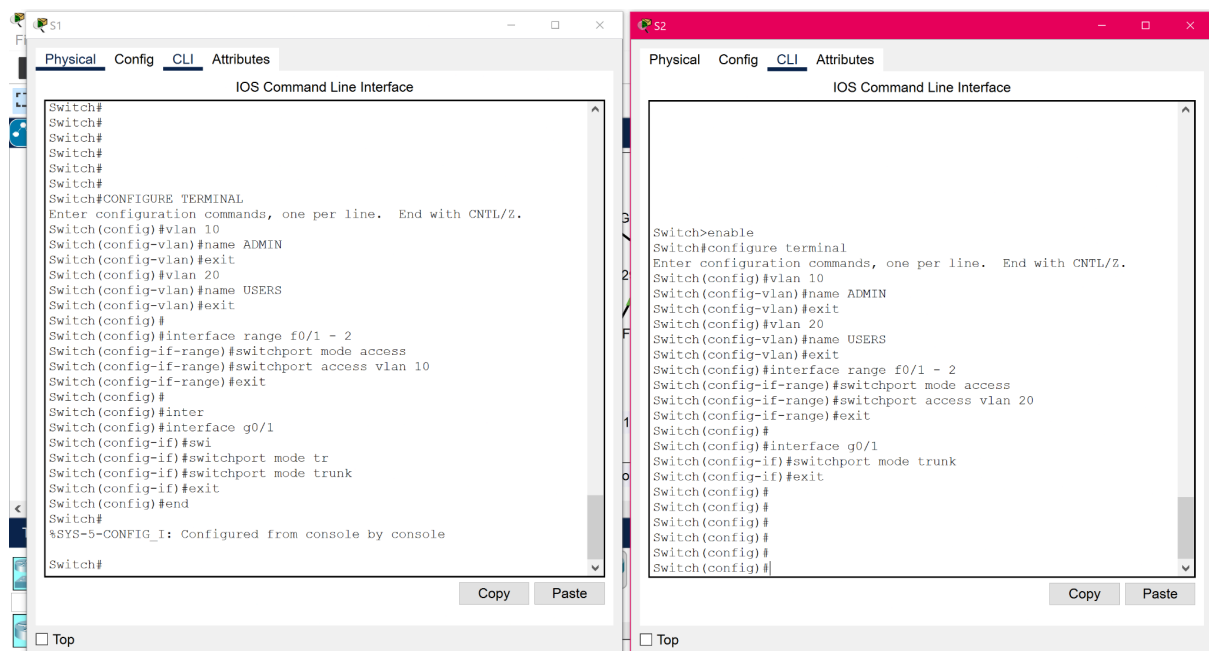 S1
Physical Config CLI Attributes
IOS Command Line Interface
Switch#
Switch#
Switch#
Switch#
Switch#
Switch#
Switch#CONFIGURE TERMINAL
Enter configuration commands, one per line. End with CNTL/Z.
Switch(config)#vlan 10
Switch(config-vlan)#name ADMIN
Switch(config-vlan)#exit
Switch(config)#vlan 20
Switch(config-vlan)#name USERS
Switch(config-vlan)#exit
Switch(config)#
Switch(config)#interface range f0/1 - 2
Switch(config-if-range)#switchport mode access
Switch(config-if-range)#switchport access vlan 10
Switch(config-if-range)#exit
Switch(config)#
Switch(config)#inter
Switch(config)#interface g0/1
Switch(config-if)#swi
Switch(config-if)#switchport mode tr
Switch(config-if)#switchport mode trunk
Switch(config-if)#exit
Switch(config)#end
Switch#
%SYS-5-CONFIG_I: Configured from console by console
Switch#
Copy Paste
Top
S2
Physical Config CLI Attributes
IOS Command Line Interface
Switch>enable
Switch#configure terminal
Enter configuration commands, one per line. End with CNTL/Z.
Switch(config)#vlan 10
Switch(config-vlan)#name ADMIN
Switch(config-vlan)#exit
Switch(config)#vlan 20
Switch(config-vlan)#name USERS
Switch(config-vlan)#exit
Switch(config)#interface range f0/1 - 2
Switch(config-if-range)#switchport mode access
Switch(config-if-range)#switchport access vlan 20
Switch(config-if-range)#exit
Switch(config)#
Switch(config)#interface g0/1
Switch(config-if)#switchport mode trunk
Switch(config-if)#exit
Switch(config)#
Switch(config)#
Switch(config)#
Switch(config)#
Switch(config)#
Switch(config)#
Copy Paste
Top